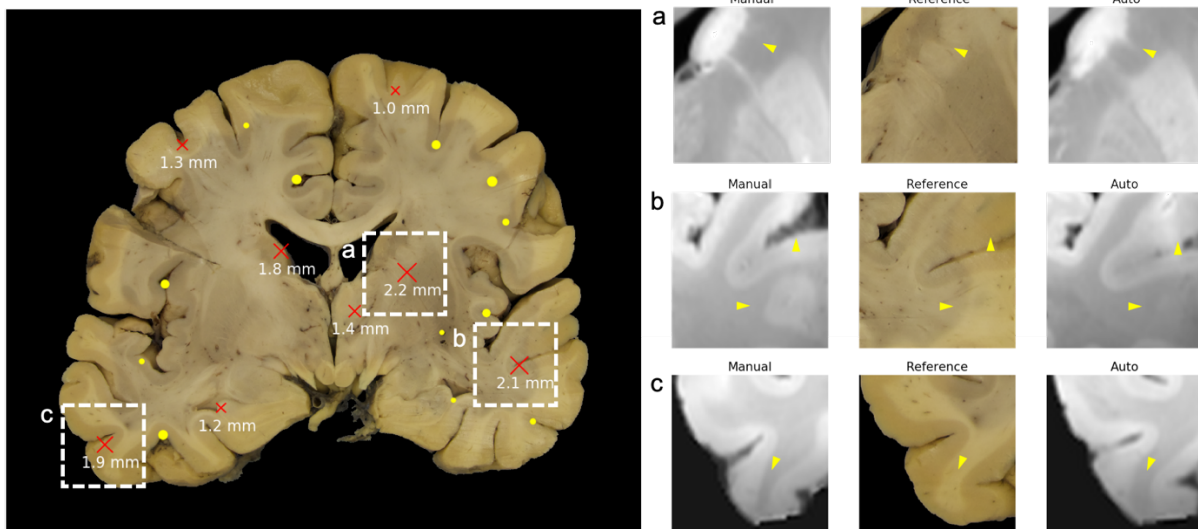 a
Manual
Reference
Auto
1.0 mm
1.3 mm
b
Manual
Reference
Auto
a
1.8 mm
2.2 mm
1.4 mm
b
2.1 mm
c
Manual
Reference
Auto
c
1.2 mm
1.9 mm